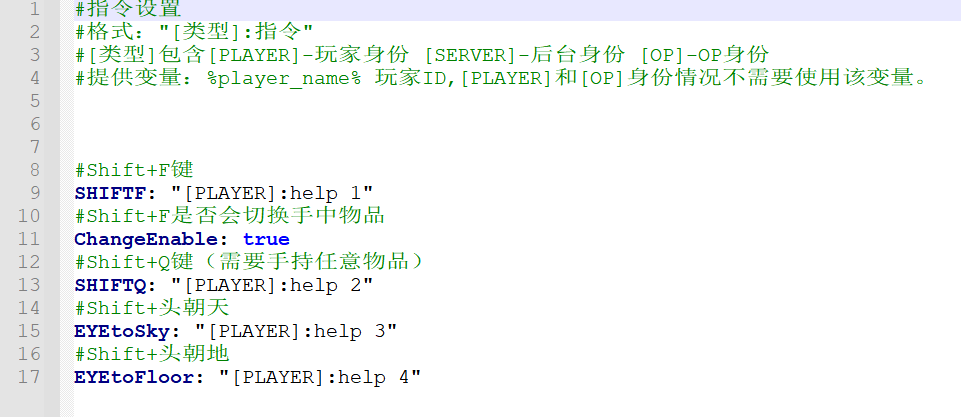 1 #指令设置
2 #格式："[类型]:指令"
3 #[类型]包含[PLAYER]-玩家身份 [SERVER]-后台身份 [OP]-OP身份
4 #提供变量：%player_name% 玩家ID,[PLAYER]和[OP]身份情况不需要使用该变量。
5
6
7
8 #Shift+F键
9 SHIFTF: "[PLAYER]:help 1"
10 #Shift+F是否会切换手中物品
11 ChangeEnable: true
12 #Shift+Q键（需要手持任意物品）
13 SHIFTQ: "[PLAYER]:help 2"
14 #Shift+头朝天
15 EYEtoSky: "[PLAYER]:help 3"
16 #Shift+头朝地
17 EYEtoFloor: "[PLAYER]:help 4"